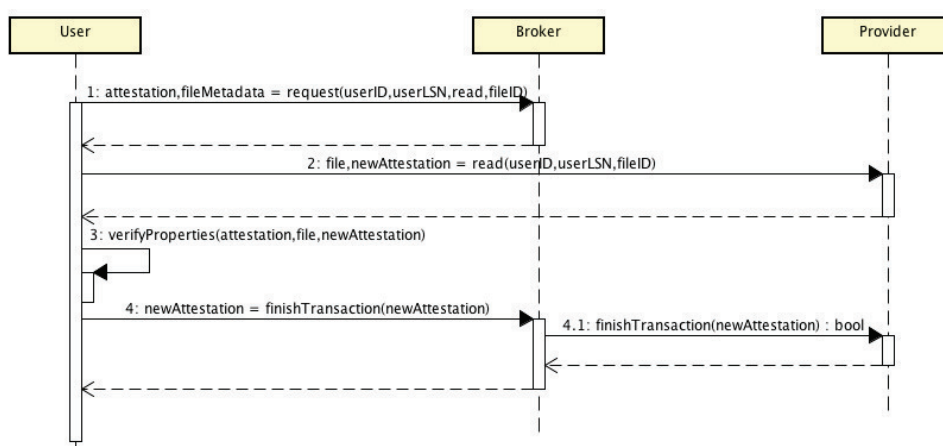 User
Broker
Provider
1: attestation,fileMetadata = request(userID,userLSN,read,fileID)
2: file,newAttestation = read(userID,userLSN,fileID)
3: verifyProperties(attestation,file,newAttestation)
4: newAttestation = finishTransaction(newAttestation)
4.1: finishTransaction(newAttestation) : bool